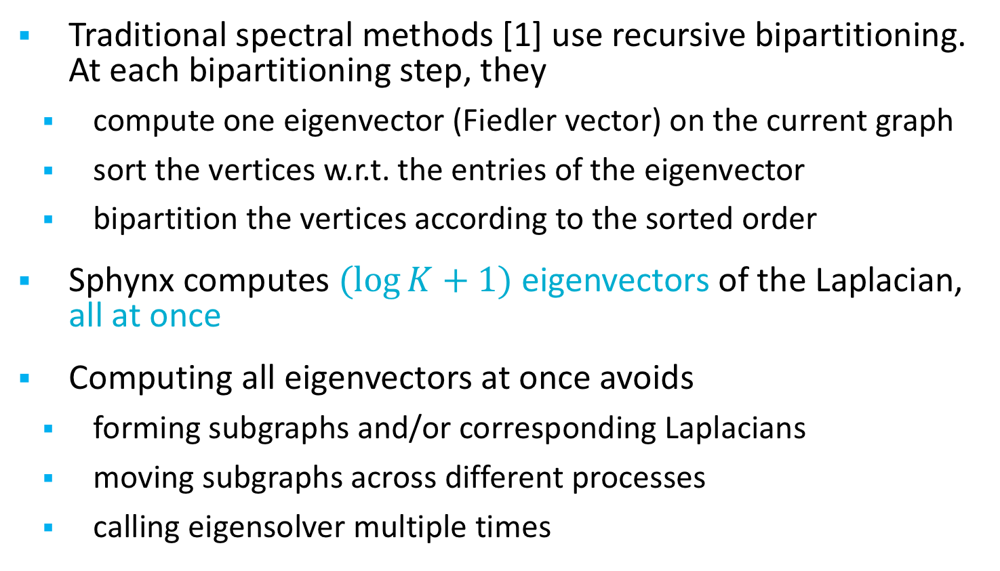 ▪ Traditional spectral methods [1] use recursive bipartitioning.
At each bipartitioning step, they
▪ compute one eigenvector (Fiedler vector) on the current graph
▪ sort the vertices w.r.t. the entries of the eigenvector
▪ bipartition the vertices according to the sorted order
▪ Sphynx computes (log K + 1) eigenvectors of the Laplacian,
all at once
▪ Computing all eigenvectors at once avoids
▪ forming subgraphs and/or corresponding Laplacians
▪ moving subgraphs across different processes
▪ calling eigensolver multiple times